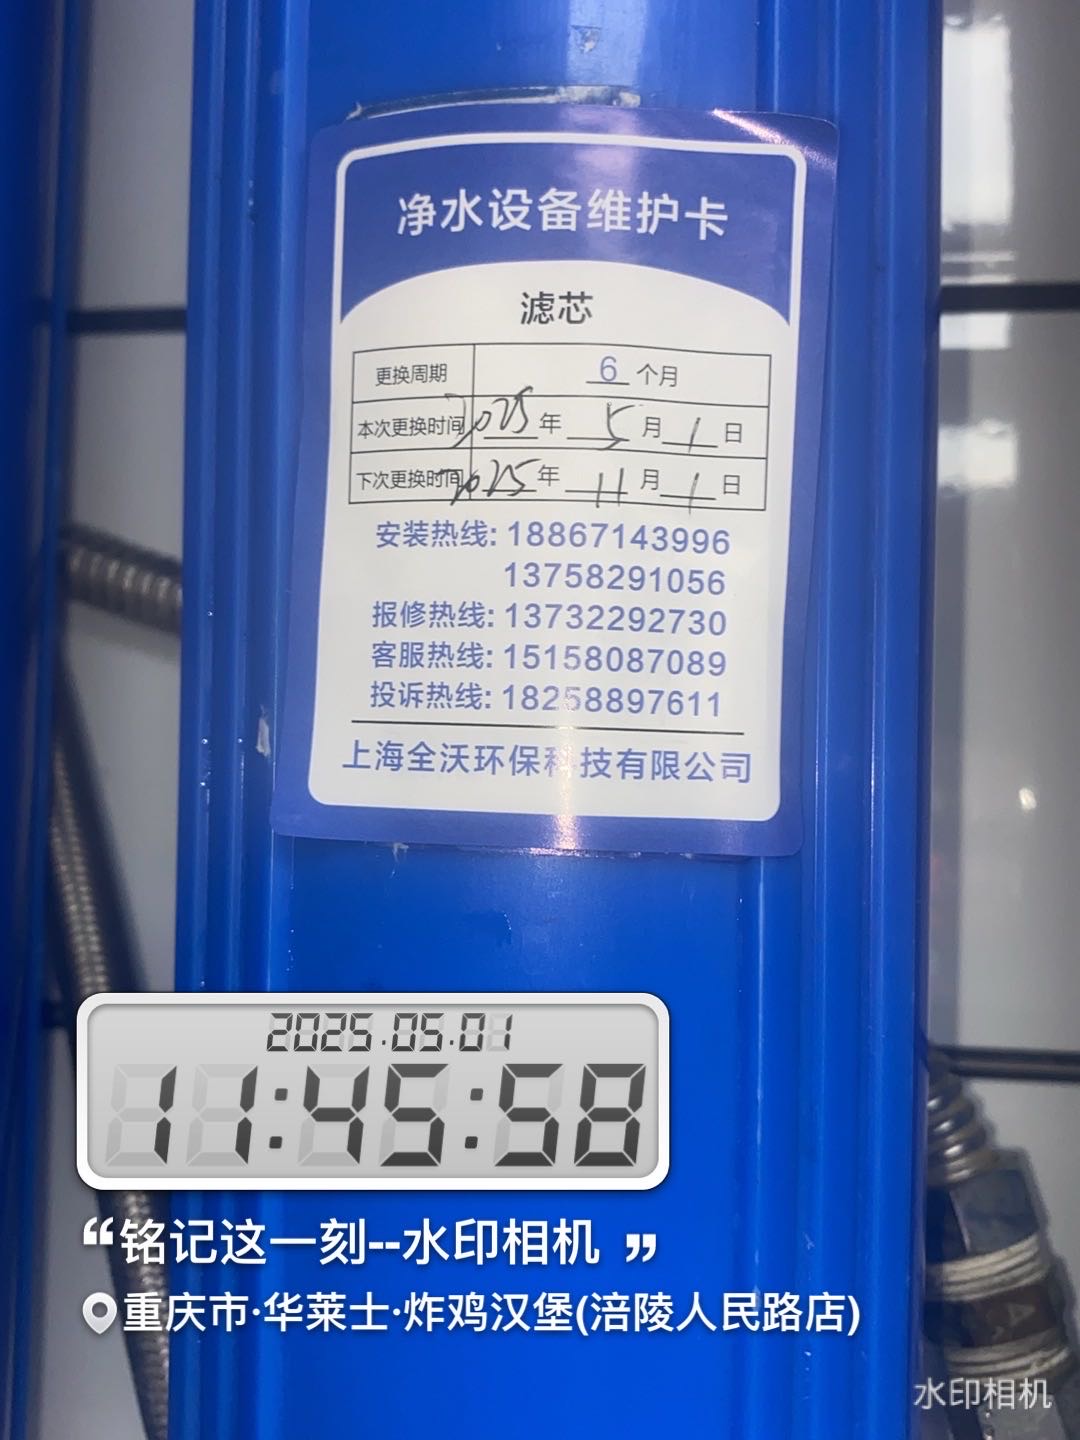 净水设备维护卡
滤芯
更换周期 6 个月
本次更换时间 2025 年 5 月 1 日
下次更换时间 2025 年 11 月 1 日
安装热线: 18867143996
13758291056
报修热线: 13732292730
客服热线: 15158087089
投诉热线: 18258897611
上海全沃环保科技有限公司
2025.05.01
11:45:58
“铭记这一刻--水印相机 ”
重庆市·华莱士·炸鸡汉堡(涪陵人民路店)
水印相机